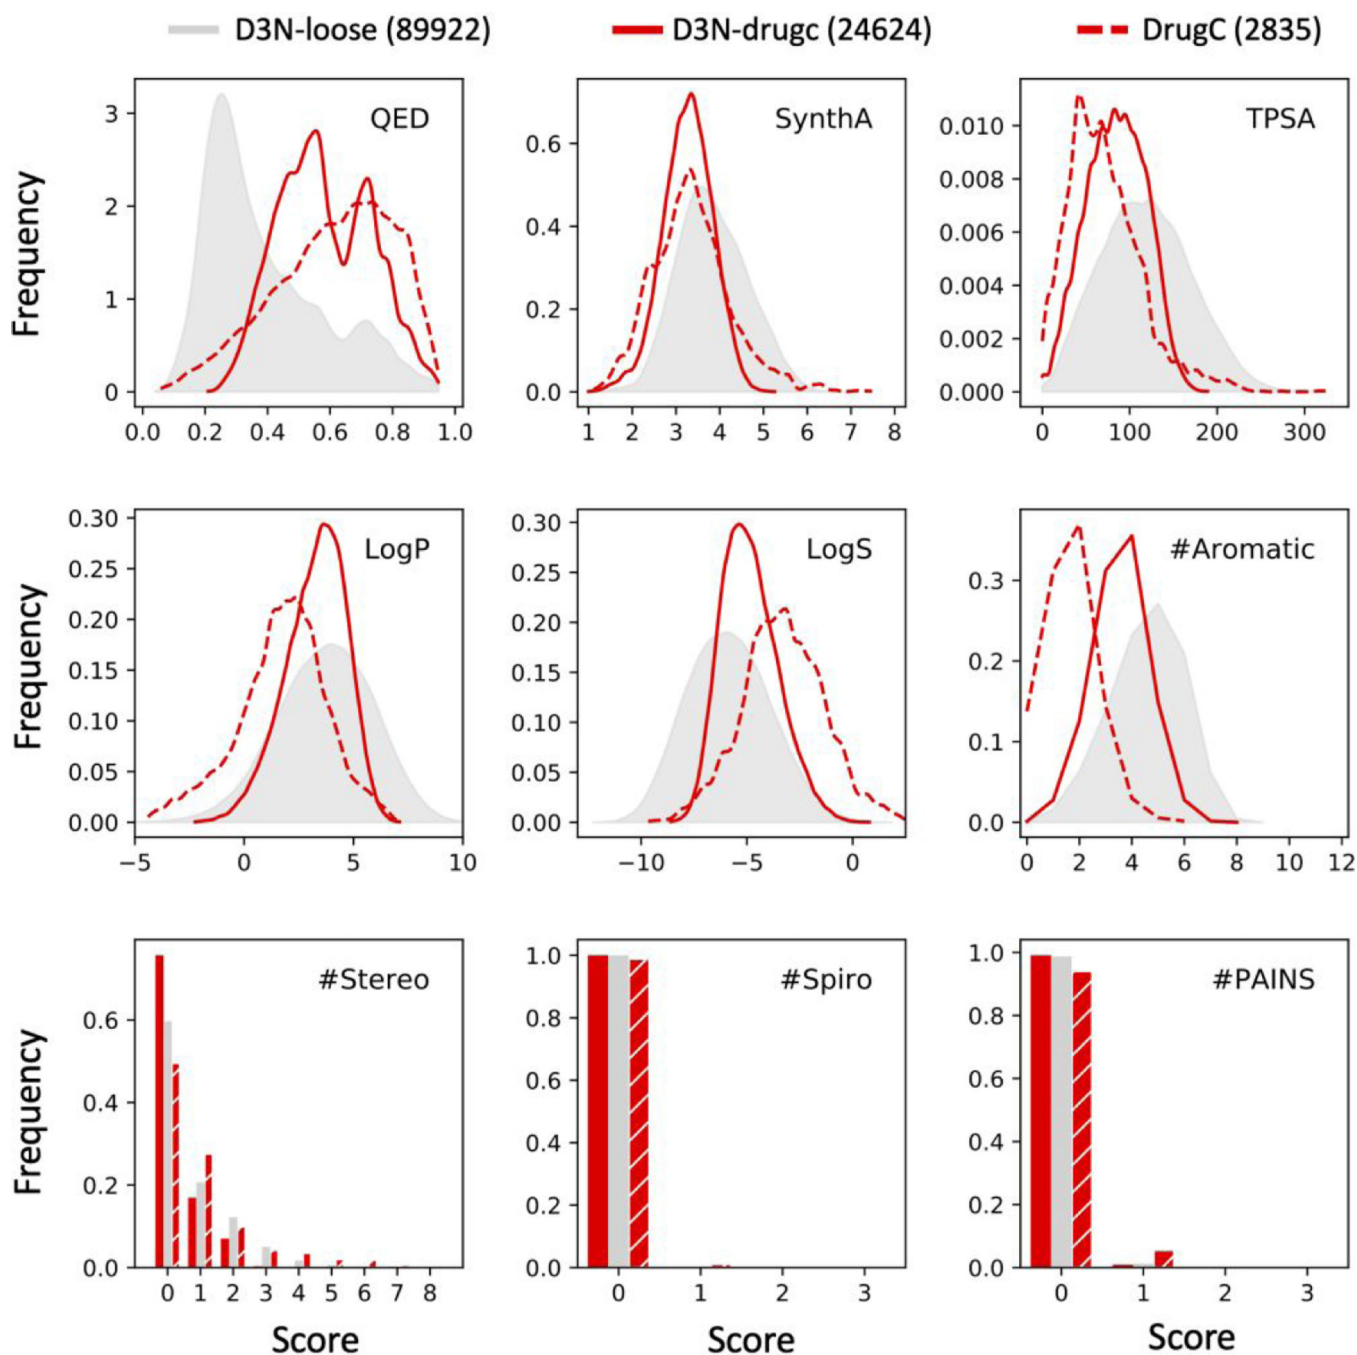 D3N-loose (89922) D3N-drugc (24624) DrugC (2835)
Frequency
QED
3
2
1
0
0.0 0.2 0.4 0.6 0.8 1.0
SynthA
0.6
0.4
0.2
0.0
1 2 3 4 5 6 7 8
TPSA
0.010
0.008
0.006
0.004
0.002
0.000
0 100 200 300
Frequency
LogP
0.30
0.25
0.20
0.15
0.10
0.05
0.00
−5 0 5 10
LogS
0.30
0.25
0.20
0.15
0.10
0.05
0.00
−10 −5 0
#Aromatic
0.3
0.2
0.1
0.0
0 2 4 6 8 10 12
Frequency
#Stereo
0.6
0.4
0.2
0.0
0 1 2 3 4 5 6 7 8
Score
#Spiro
1.0
0.8
0.6
0.4
0.2
0.0
0 1 2 3
Score
#PAINS
1.0
0.8
0.6
0.4
0.2
0.0
0 1 2 3
Score